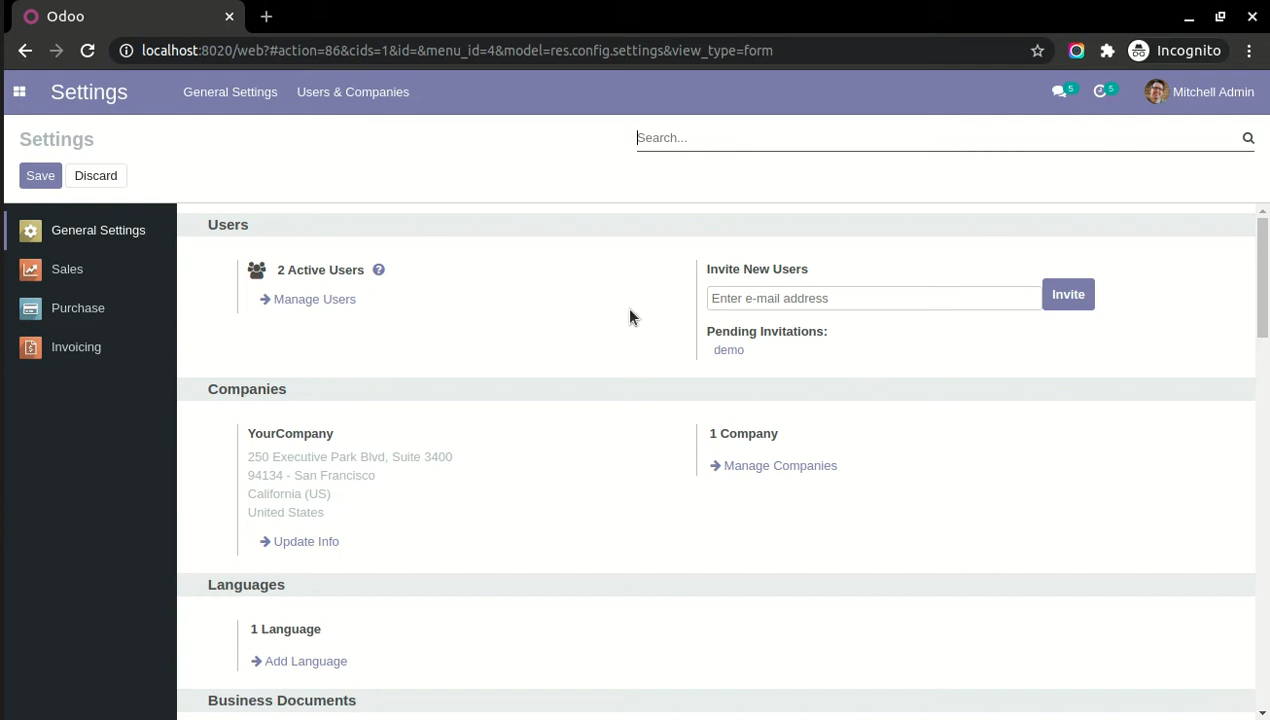 Odoo
localhost:8020/web?#action=86&cids=1&id=&menu_id=4&model=res.config.settings&view_type=form
Incognito
Settings
General Settings
Users & Companies
5
5
Mitchell Admin
Settings
Search...
Save
Discard
General Settings
Sales
Purchase
Invoicing
Users
2 Active Users
Manage Users
Invite New Users
Enter e-mail address
Invite
Pending Invitations:
demo
Companies
YourCompany
250 Executive Park Blvd, Suite 3400
94134 - San Francisco
California (US)
United States
Update Info
1 Company
Manage Companies
Languages
1 Language
Add Language
Business Documents